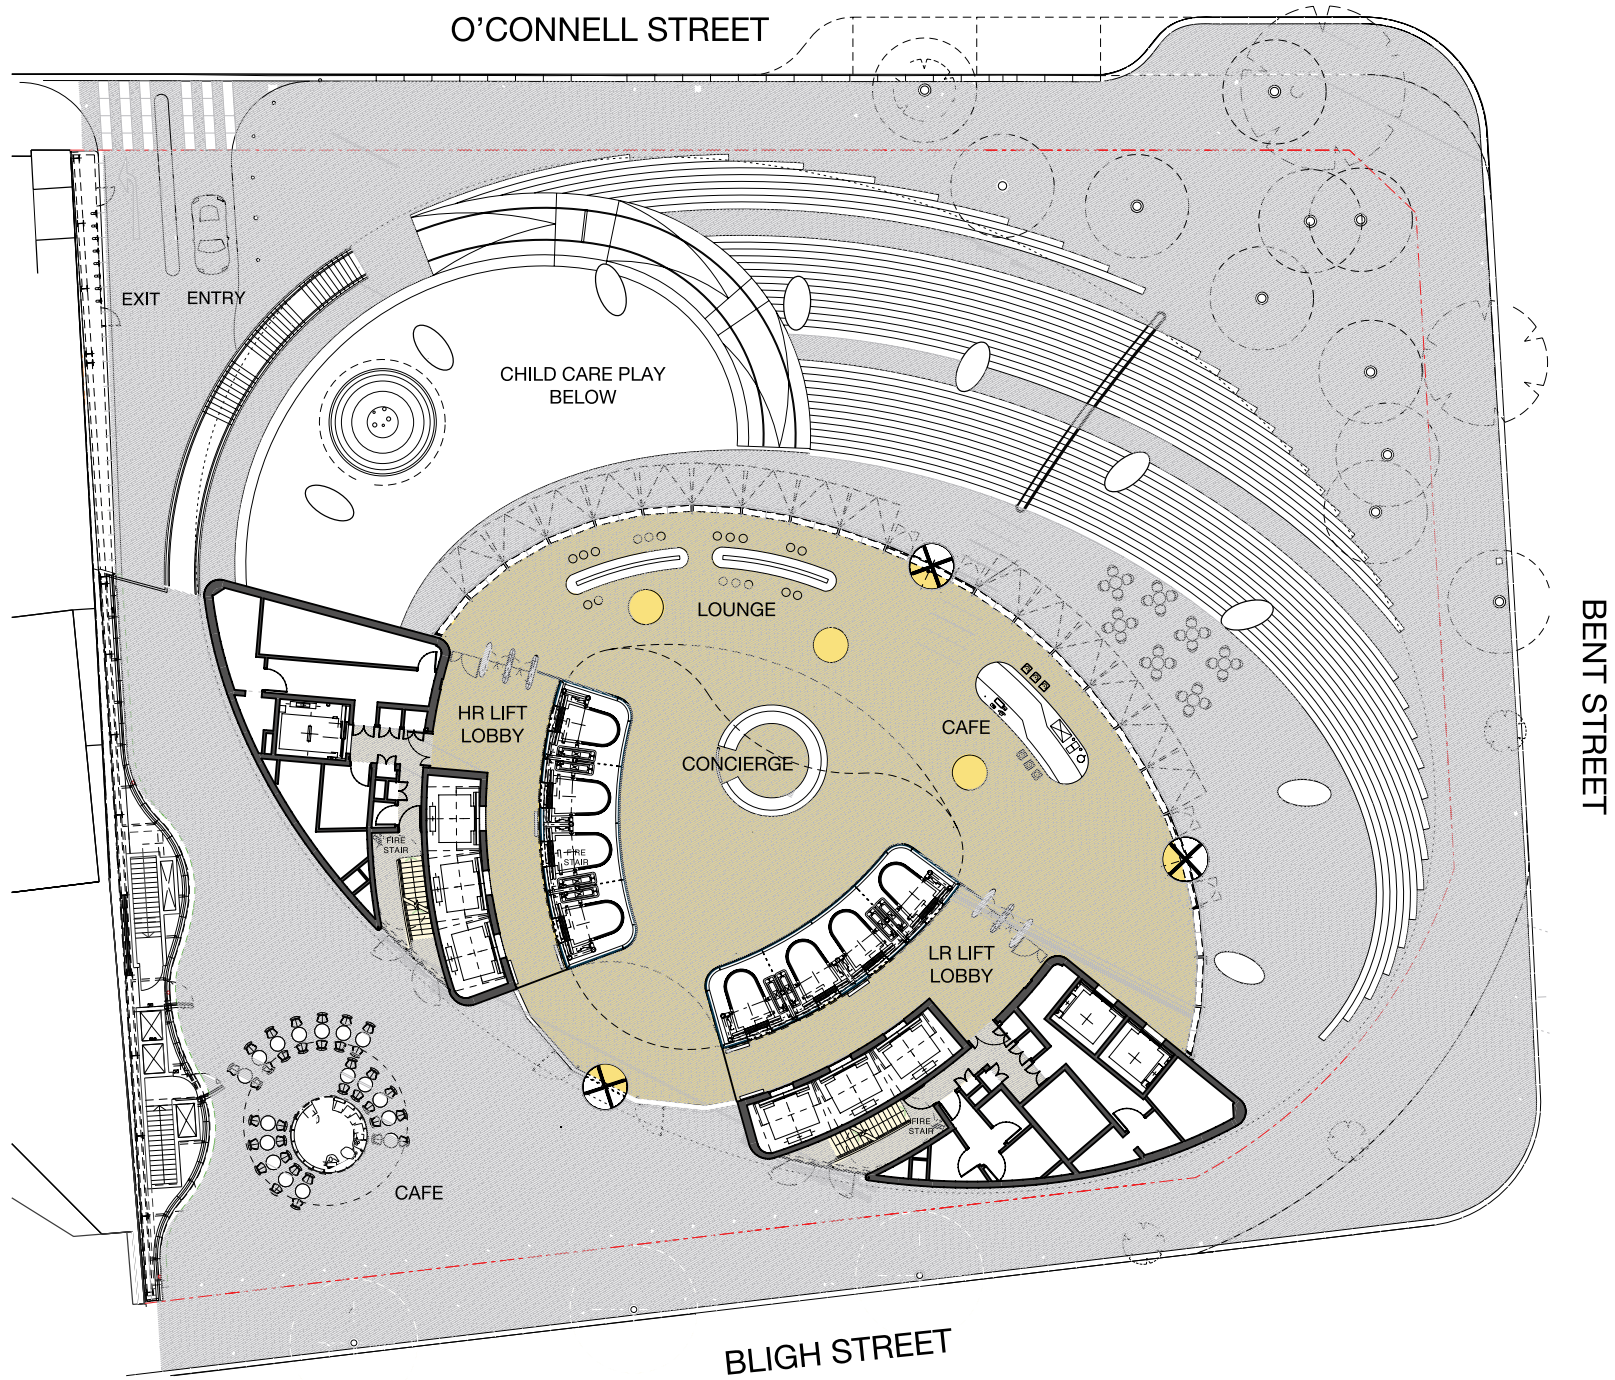 O'CONNELL STREET
EXIT
ENTRY
CHILD CARE PLAY
BELOW
LOUNGE
HR LIFT
LOBBY
CAFE
CONCIERGE
FIRE
STAIR
FIRE
STAIR
LR LIFT
LOBBY
FIRE
STAIR
CAFE
BENT STREET
BLIGH STREET